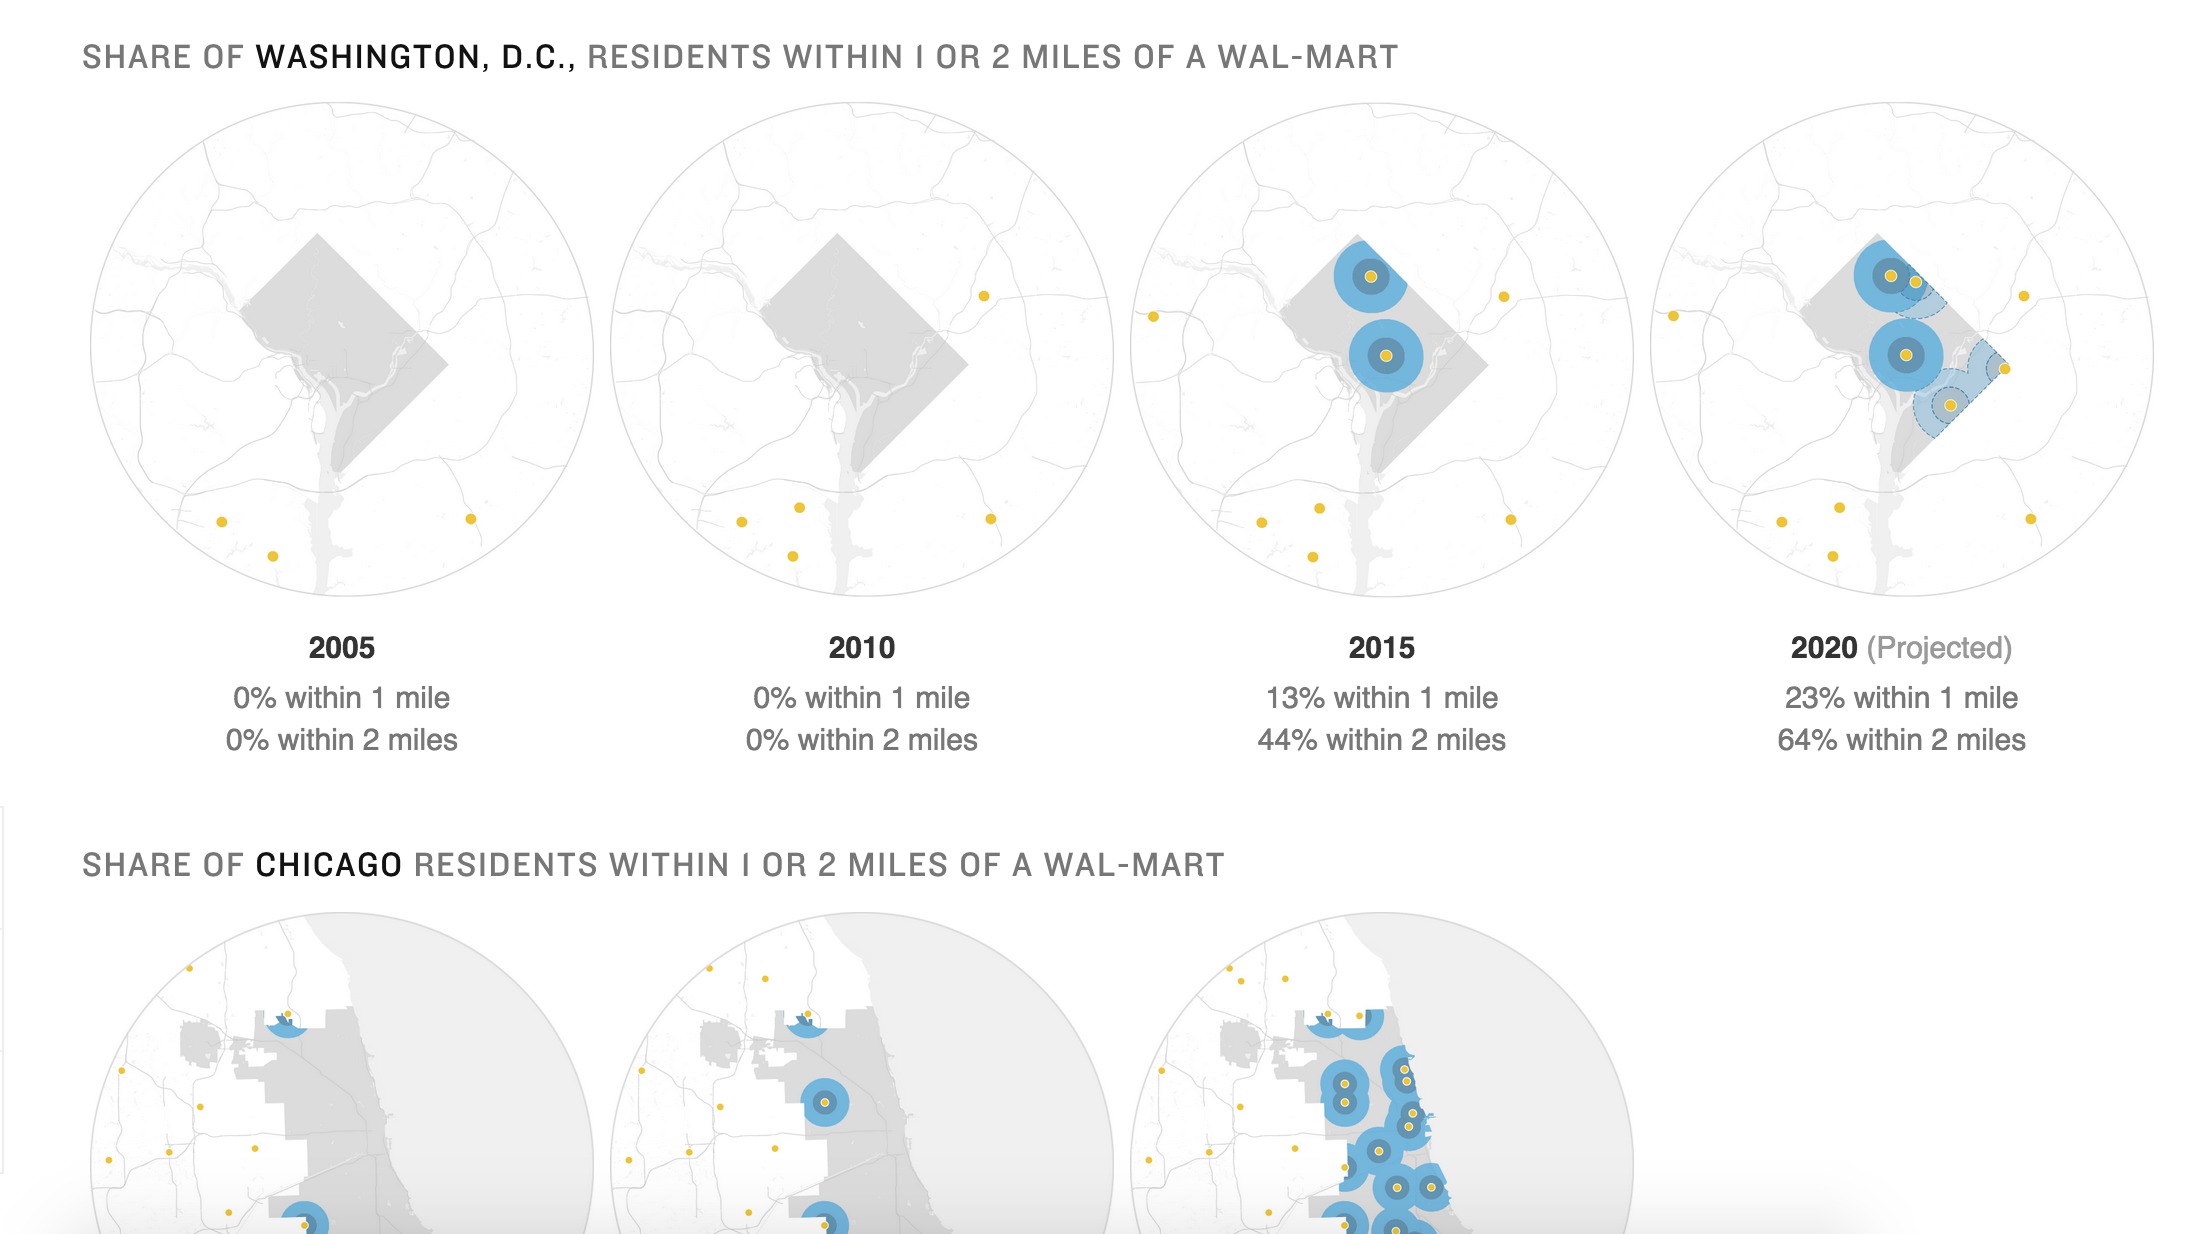 SHARE OF WASHINGTON, D.C., RESIDENTS WITHIN 1 OR 2 MILES OF A WAL-MART
2005
0% within 1 mile
0% within 2 miles
2010
0% within 1 mile
0% within 2 miles
2015
13% within 1 mile
44% within 2 miles
2020 (Projected)
23% within 1 mile
64% within 2 miles
SHARE OF CHICAGO RESIDENTS WITHIN 1 OR 2 MILES OF A WAL-MART